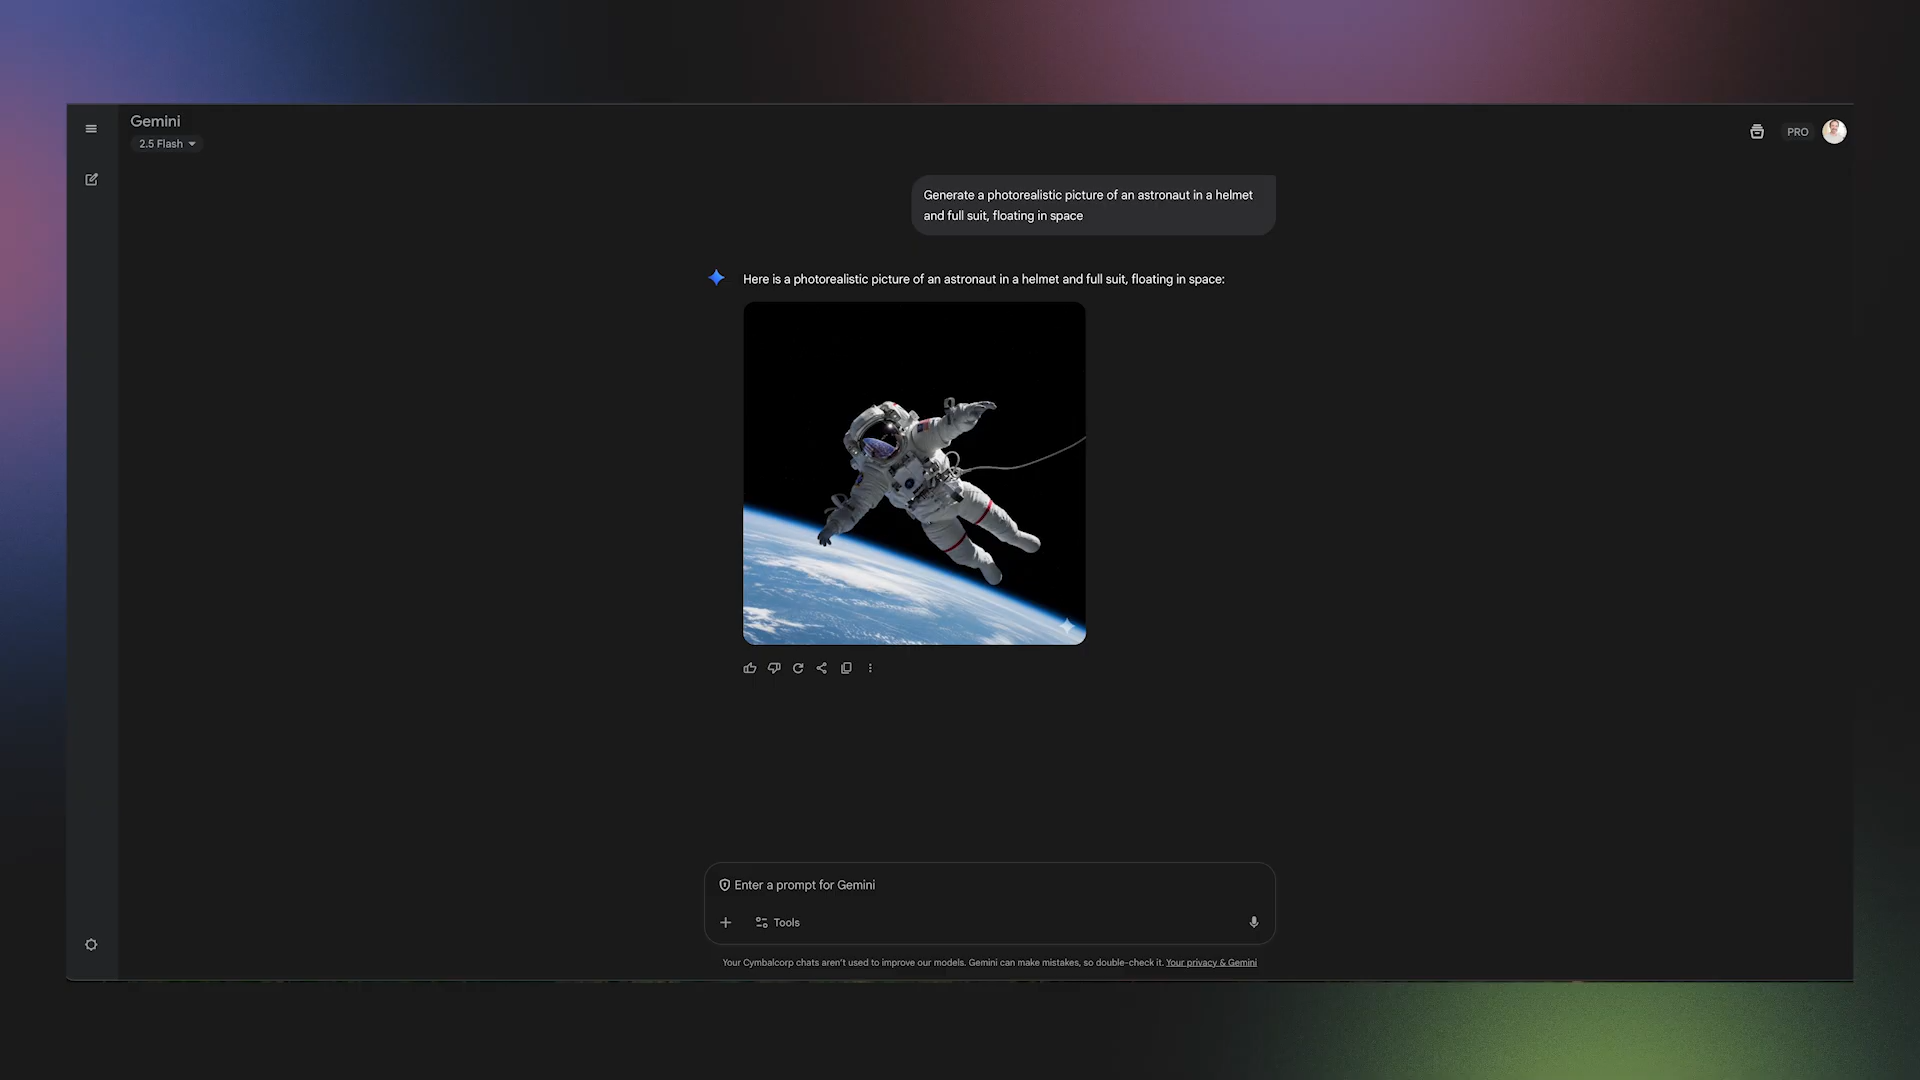 Gemini
2.5 Flash
PRO
Generate a photorealistic picture of an astronaut in a helmet
and full suit, floating in space
Here is a photorealistic picture of an astronaut in a helmet and full suit, floating in space:
Enter a prompt for Gemini
Tools
Your Cymbalcorp chats aren't used to improve our models. Gemini can make mistakes, so double-check it. Your privacy & Gemini